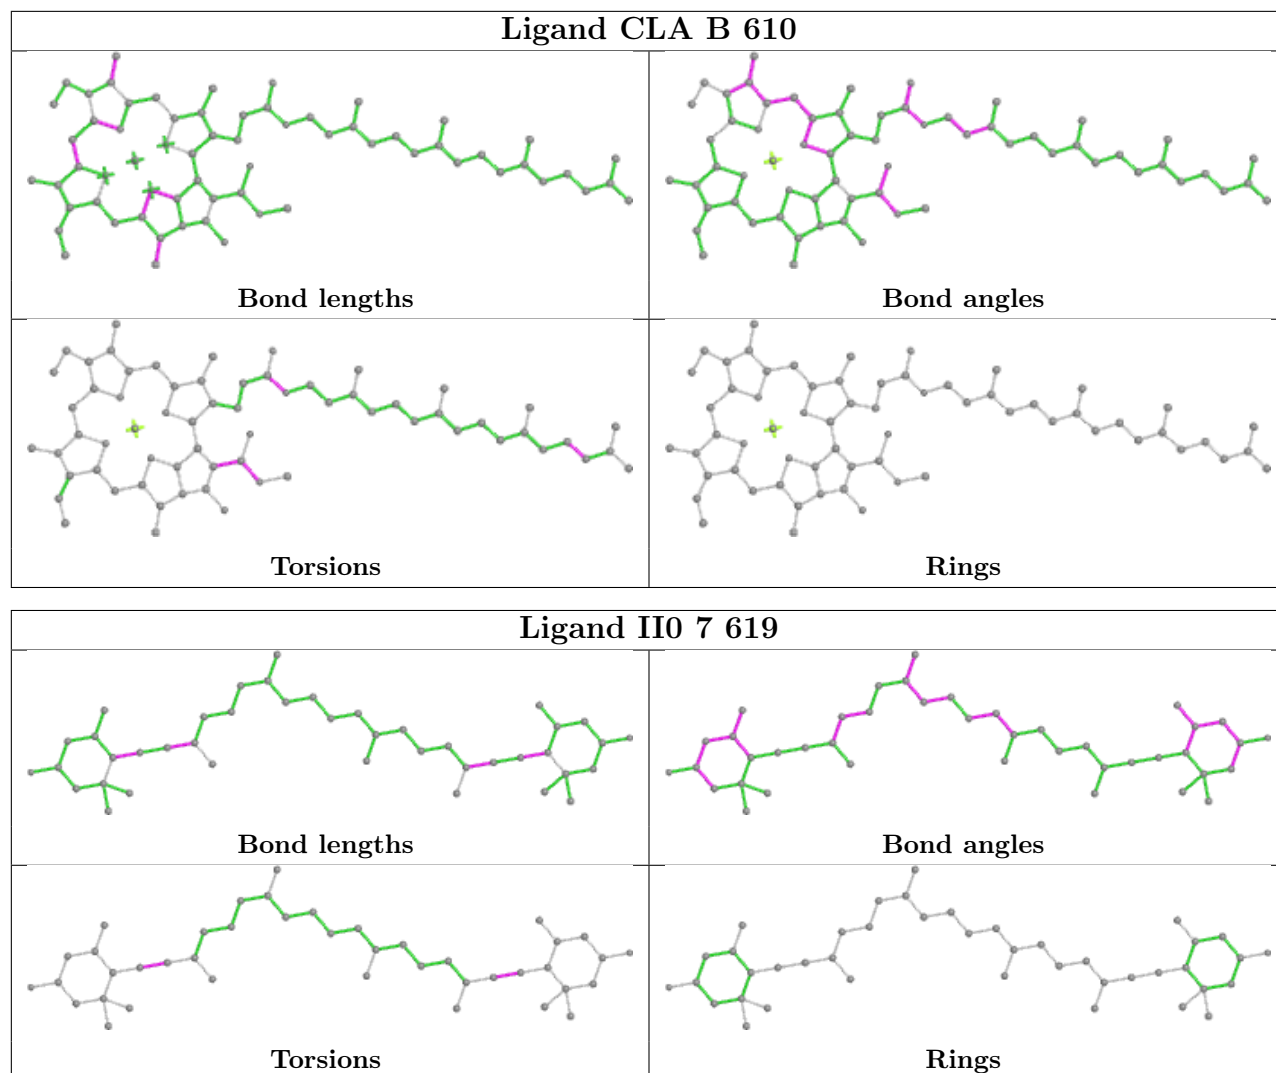 Ligand CLA B 610
Bond lengths
Bond angles
Torsions
Rings
Ligand II0 7 619
Bond lengths
Bond angles
Torsions
Rings